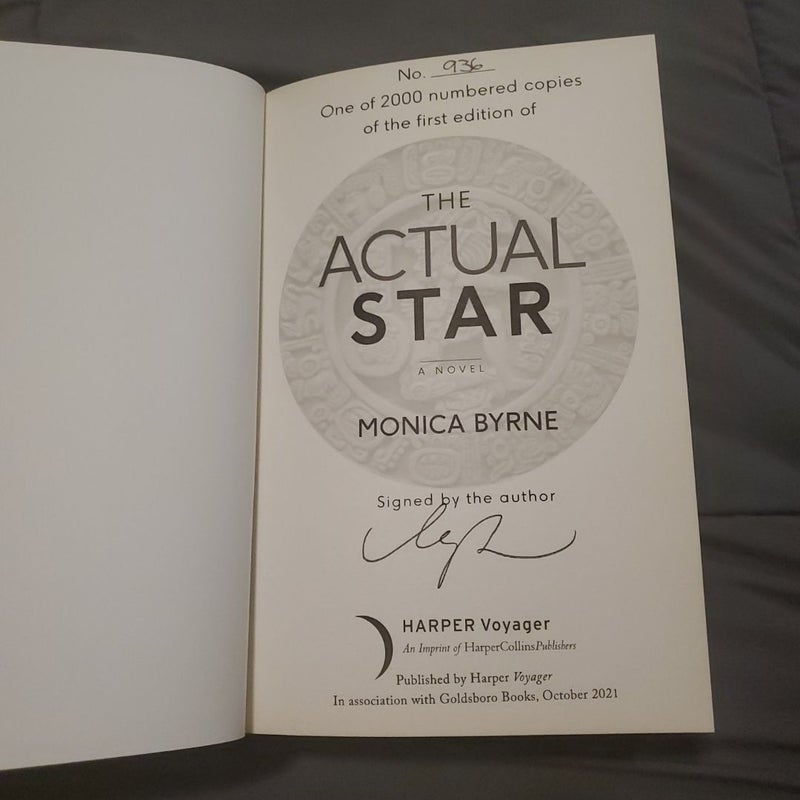 No. 936
One of 2000 numbered copies
of the first edition of
THE
ACTUAL
STAR
A NOVEL
MONICA BYRNE
Signed by the author
HARPER Voyager
An Imprint of HarperCollinsPublishers
Published by Harper Voyager
In association with Goldsboro Books, October 2021